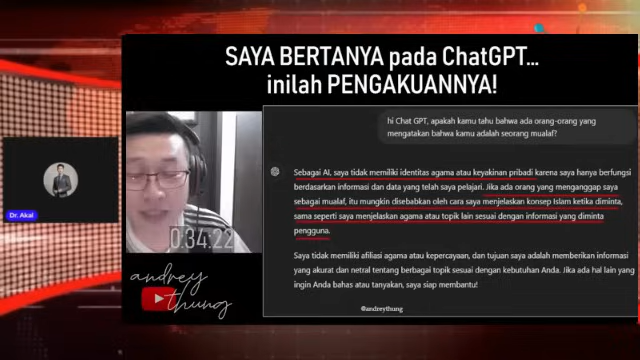 SAYA BERTANYA pada ChatGPT...
inilah PENGAKUANNYA!
hi Chat GPT, apakah kamu tahu bahwa ada orang-orang yang
mengatakan bahwa kamu adalah seorang mualaf?
Sebagai AI, saya tidak memiliki identitas agama atau keyakinan pribadi karena saya hanya berfungsi
berdasarkan informasi dan data yang telah saya pelajari. Jika ada orang yang menganggap saya
sebagai mualaf, itu mungkin disebabkan oleh cara saya menjelaskan konsep Islam ketika diminta,
sama seperti saya menjelaskan agama atau topik lain sesuai dengan informasi yang diminta
pengguna.
Saya tidak memiliki afiliasi agama atau kepercayaan, dan tujuan saya adalah memberikan informasi
yang akurat dan netral tentang berbagai topik sesuai dengan kebutuhan Anda. Jika ada hal lain yang
ingin Anda bahas atau tanyakan, saya siap membantu!
@andreythung
0:34:22
andrey
thung
Dr. Akal